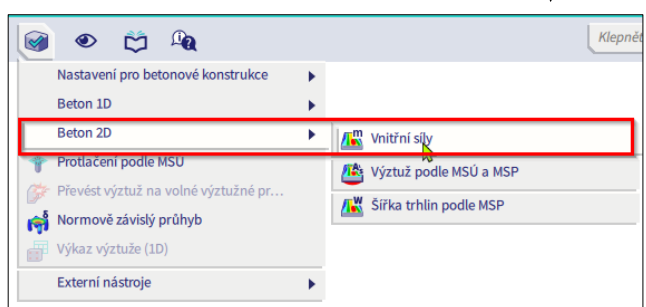 Klepnět
Nastavení pro betonové konstrukce
Beton 1D
Beton 2D
Vnitřní síly
Protlačení podle MSÚ
Výztuž podle MSÚ a MSP
Převést výztuž na volné výztužné pr...
Šířka trhlin podle MSP
Normově závislý průhyb
Výkaz výztuže (1D)
Externí nástroje